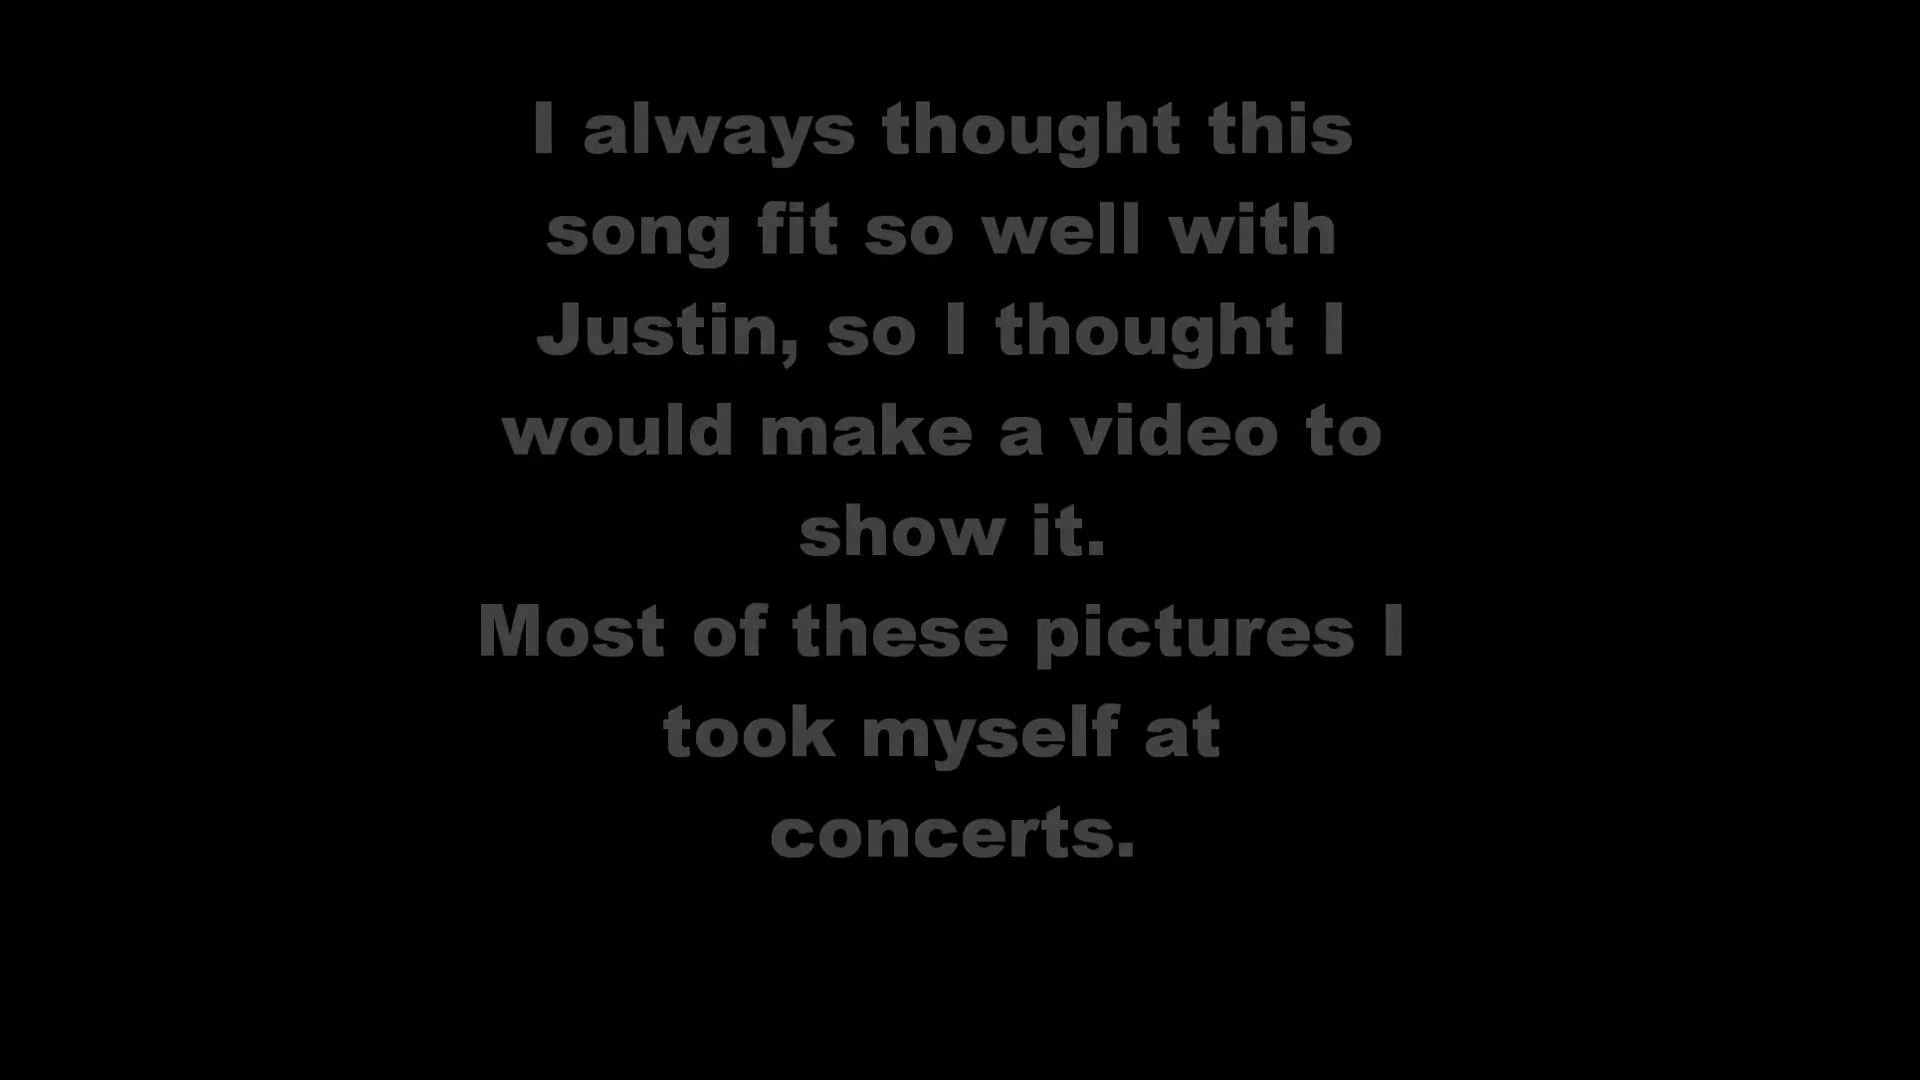 I always thought this
song fit so well with
Justin, so I thought I
would make a video to
show it.
Most of these pictures I
took myself at
concerts.